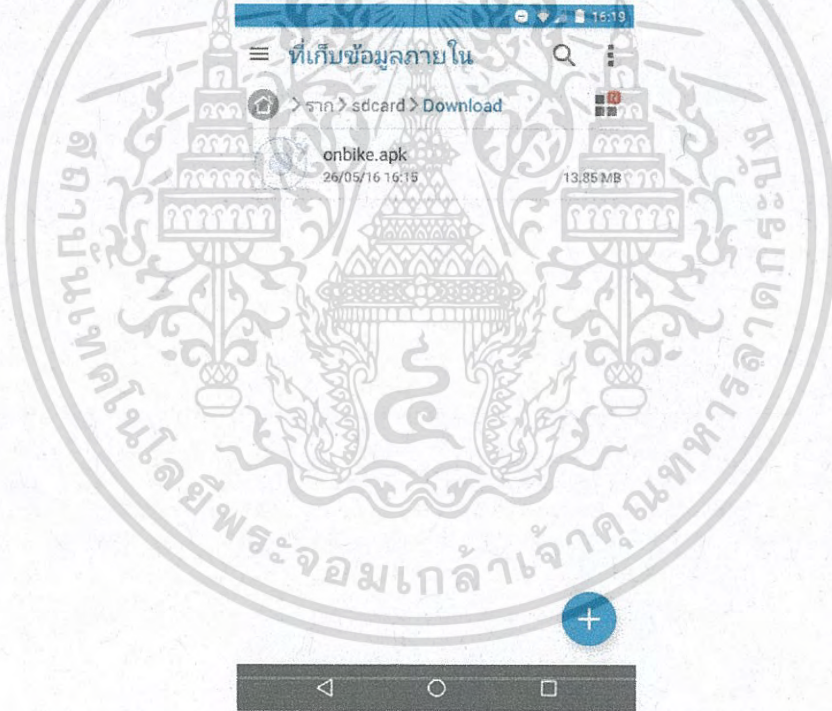 16:19
ที่เก็บข้อมูลภายใน
ราก > sdcard > Download
onbike.apk
26/05/16 16:15
13.85 MB
สถาบันเทคโนโลยีพระจอมเกล้าเจ้าคุณทหารลาดกระบัง